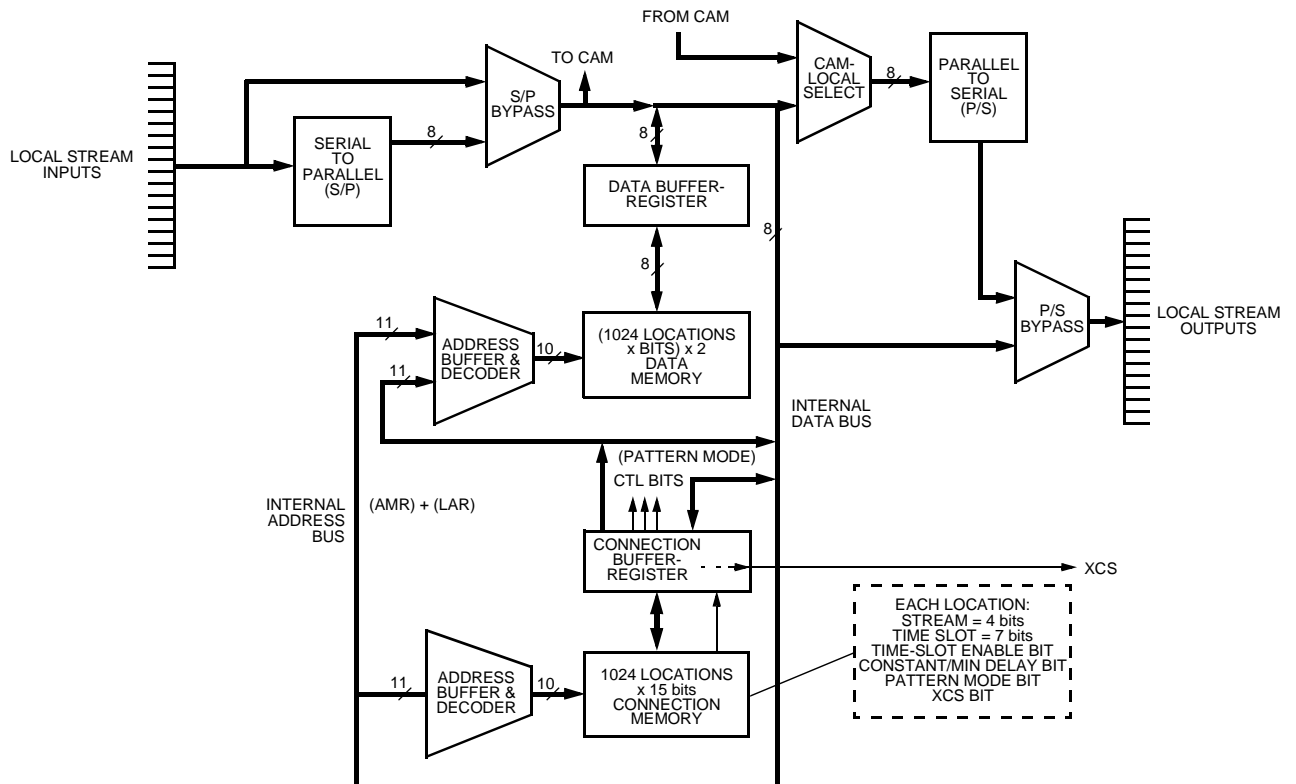 FROM CAM
TO CAM
S/P
BYPASS
CAM-
LOCAL
SELECT
8
PARALLEL
TO
SERIAL
(P/S)
LOCAL STREAM
INPUTS
SERIAL
TO
PARALLEL
(S/P)
8
8
DATA BUFFER-
REGISTER
8
8
P/S
BYPASS
LOCAL STREAM
OUTPUTS
11
11
ADDRESS
BUFFER &
DECODER
10
(1024 LOCATIONS
x BITS) x 2
DATA
MEMORY
INTERNAL
DATA BUS
(PATTERN MODE)
CTL BITS
INTERNAL
ADDRESS
BUS
(AMR) + (LAR)
CONNECTION
BUFFER-
REGISTER
XCS
EACH LOCATION:
STREAM = 4 bits
TIME SLOT = 7 bits
TIME-SLOT ENABLE BIT
CONSTANT/MIN DELAY BIT
PATTERN MODE BIT
XCS BIT
11
ADDRESS
BUFFER &
DECODER
10
1024 LOCATIONS
x 15 bits
CONNECTION
MEMORY